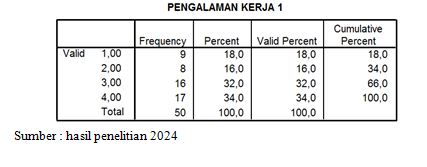 PENGALAMAN KERJA 1
Frequency Percent Valid Percent Cumulative Percent
Valid 1,00 9 18,0 18,0 18,0
2,00 8 16,0 16,0 34,0
3,00 16 32,0 32,0 66,0
4,00 17 34,0 34,0 100,0
Total 50 100,0 100,0
Sumber : hasil penelitian 2024